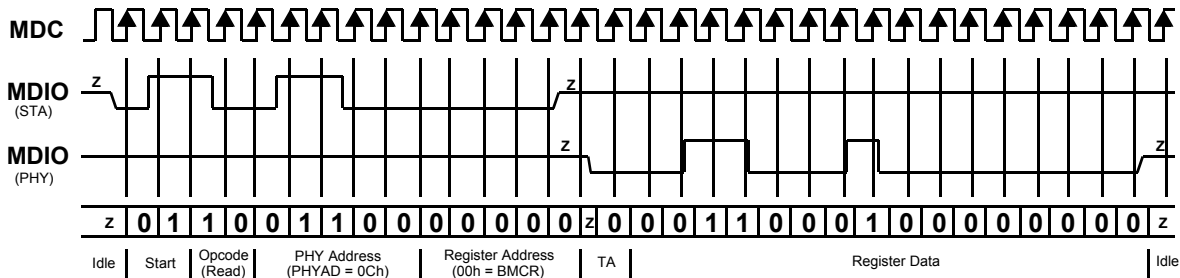 MDC
z
z
MDIO
(STA)
z
z
MDIO
(PHY)
z 0 1 1 0 0 1 1 0 0 0 0 0 0 0 z 0 0 0 1 1 0 0 0 1 0 0 0 0 0 0 0 0 z
Idle
Start
Opcode
(Read)
PHY Address
(PHYAD = 0Ch)
Register Address
(00h = BMCR)
TA
Register Data
Idle